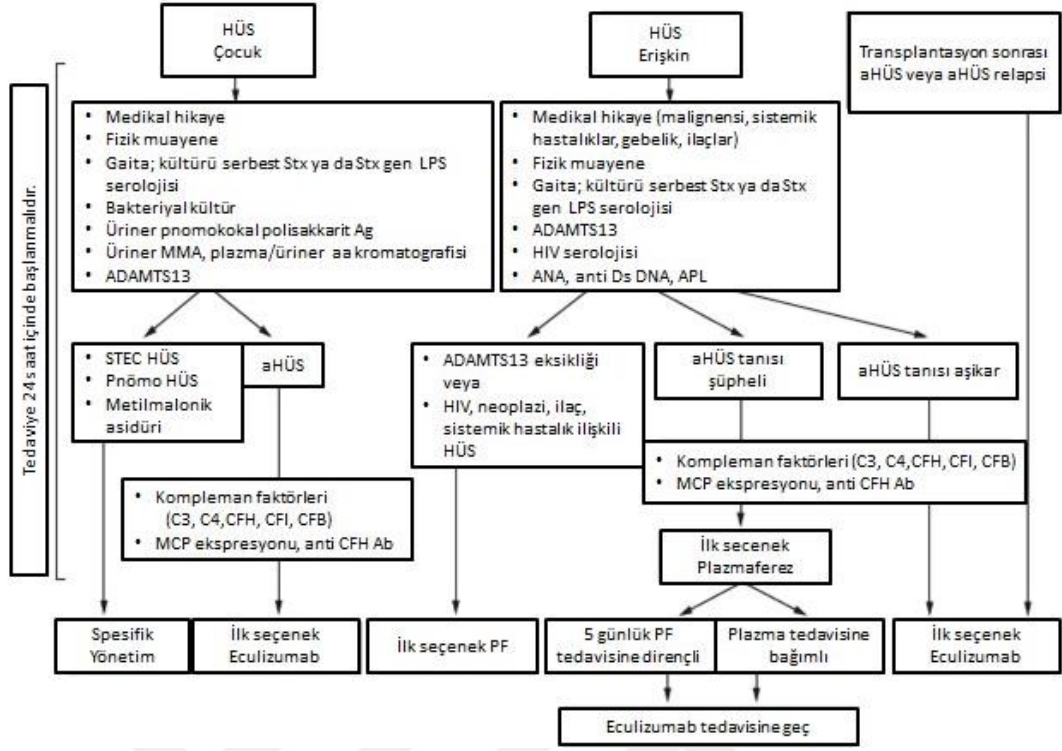 HÜS
Çocuk
HÜS
Erişkin
Transplantasyon sonrası
aHÜS veya aHÜS relapsi
Tedaviye 24 saat içinde başlanmalıdır.
• Medikal hikaye
• Fizik muayene
• Gaita; kültürü serbest Stx ya da Stx gen LPS
serolojisi
• Bakteriyal kültür
• Üriner pnomokokal polisakkarit Ag
• Üriner MMA, plazma/üriner aa kromatografisi
• ADAMTS13
• Medikal hikaye (malignensi, sistemik
hastalıklar, gebelik, ilaçlar)
• Fizik muayene
• Gaita; kültürü serbest Stx ya da Stx
gen LPS serolojisi
• ADAMTS13
• HIV serolojisi
• ANA, anti Ds DNA, APL
• STEC HÜS
• Pnömo HÜS
• Metilmalonik
asidüri
aHÜS
• ADAMTS13 eksikliği
veya
• HIV, neoplazi, ilaç,
sistemik hastalık ilişkili
HÜS
aHÜS tanısı
şüpheli
aHÜS tanısı aşikar
• Kompleman faktörleri
(C3, C4,CFH, CFI, CFB)
• MCP ekspresyonu, anti CFH Ab
• Kompleman faktörleri (C3, C4,CFH, CFI, CFB)
• MCP ekspresyonu, anti CFH Ab
İlk secenek
Plazmaferez
Spesifik
Yönetim
İlk seçenek
Eculizumab
İlk seçenek PF
5 günlük PF
tedavisine dirençli
Plazma tedavisine
bağımlı
İlk seçenek
Eculizumab
Eculizumab tedavisine geç